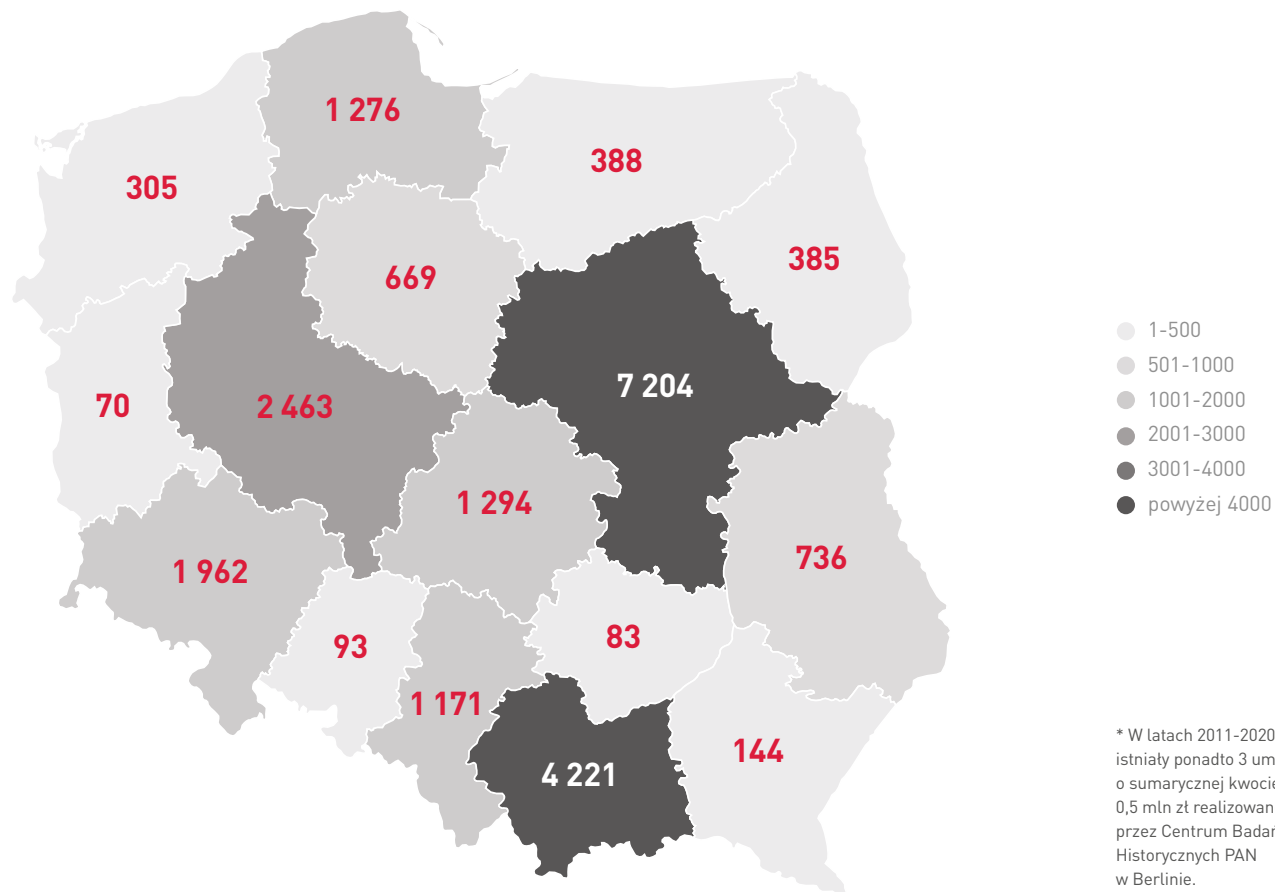 1 276
388
305
385
669
7 204
70
2 463
1 294
736
1 962
83
93
1 171
144
4 221
1-500
501-1000
1001-2000
2001-3000
3001-4000
powyżej 4000
* W latach 2011-2020
istniały ponadto 3
o sumarycznej kwocie
0,5 mln zł
przez Centrum Badań
Historycznych PAN
w Berlinie.